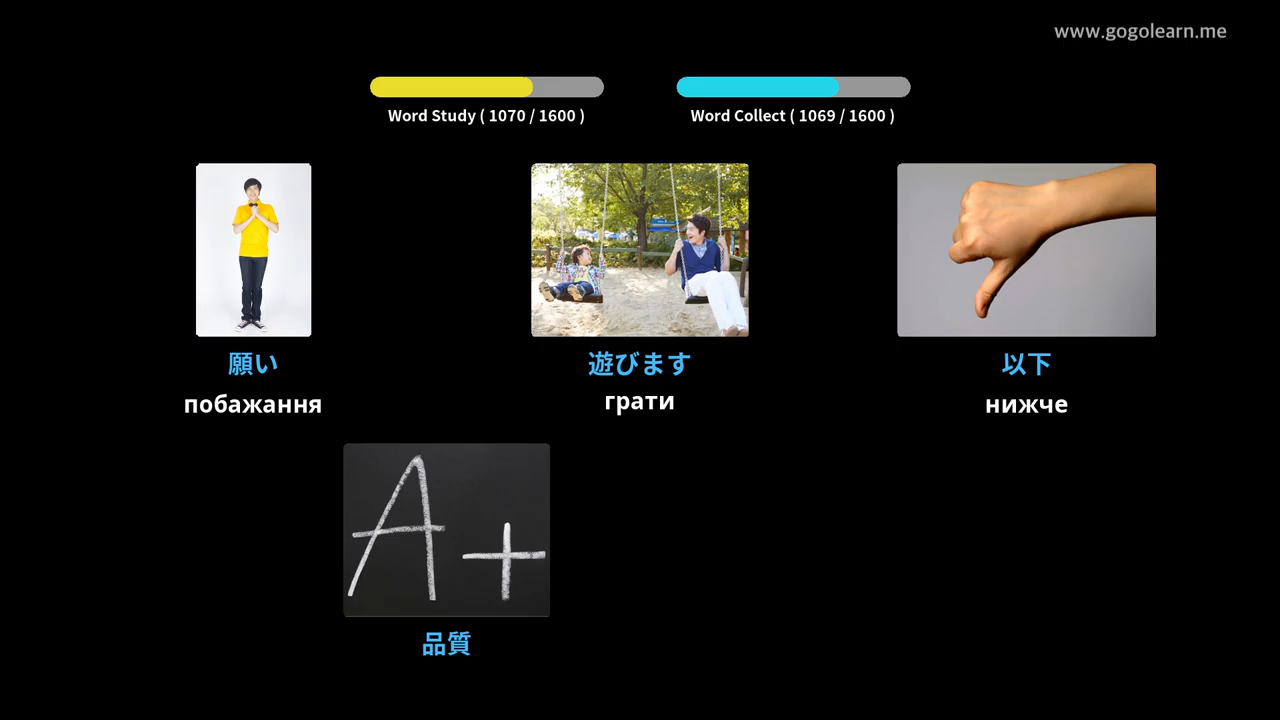 www.gogolearn.me
Word Study ( 1070 / 1600 )
Word Collect ( 1069 / 1600 )
願い
побажання
遊びます
грати
以下
нижче
A+
品質